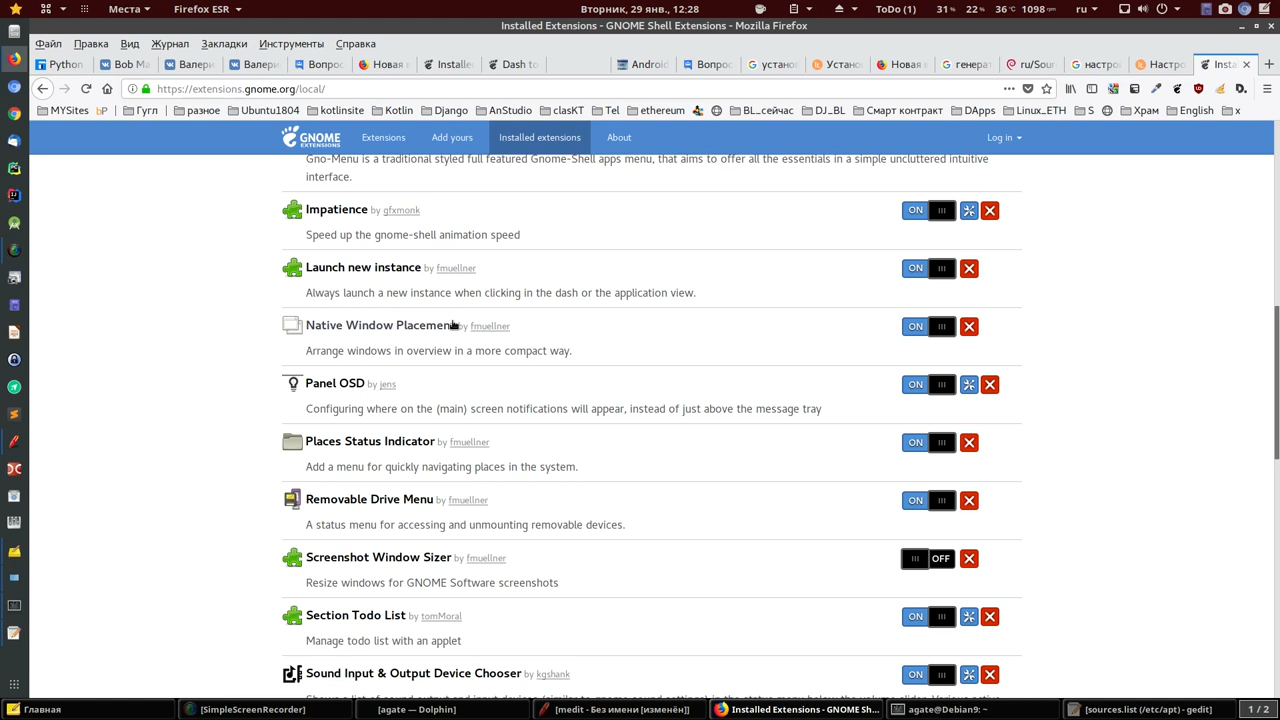 Места
Firefox ESR
Вторник, 29 янв., 12:28
ToDo (1)
31%
22 %
36°C
1098 rpm
ru
Installed Extensions - GNOME Shell Extensions - Mozilla Firefox
Файл Правка Вид Журнал Закладки Инструменты Справка
Python
Bob Ma
Валери
Валери
Вопрос
Новая в
Installe
Dash to
Android
Вопрос
устано
Устано
Новая в
генерат
ru/Sour
настро
Настро
Insta
https://extensions.gnome.org/local/
MYSites
bP
Гугл
разное
Ubuntu1804
kotlinsite
Kotlin
Django
AnStudio
clasKT
Tel
ethereum
BL_сейчас
DJ_BL
Смарт контракт
DApps
Linux_ETH
S
Храм
English
x
GNOME EXTENSIONS
Extensions
Add yours
Installed extensions
About
Log in
Gno-Menu is a traditional styled full featured Gnome-Shell apps menu, that aims to offer all the essentials in a simple uncluttered intuitive
interface.
Impatience by gfxmonk ON
Speed up the gnome-shell animation speed
Launch new instance by fmuellner ON
Always launch a new instance when clicking in the dash or the application view.
Native Window Placement by fmuellner ON
Arrange windows in overview in a more compact way.
Panel OSD by jens ON
Configuring where on the (main) screen notifications will appear, instead of just above the message tray
Places Status Indicator by fmuellner ON
Add a menu for quickly navigating places in the system.
Removable Drive Menu by fmuellner ON
A status menu for accessing and unmounting removable devices.
Screenshot Window Sizer by fmuellner OFF
Resize windows for GNOME Software screenshots
Section Todo List by tomMoral ON
Manage todo list with an applet
Sound Input & Output Device Chooser by kgshank ON
Главная
[SimpleScreenRecorder]
[agate — Dolphin]
[medit - Без имени [изменён]]
Installed Extensions - GNOME Sh...
agate@Debian9: ~
[sources.list (/etc/apt) - gedit]
1 / 2